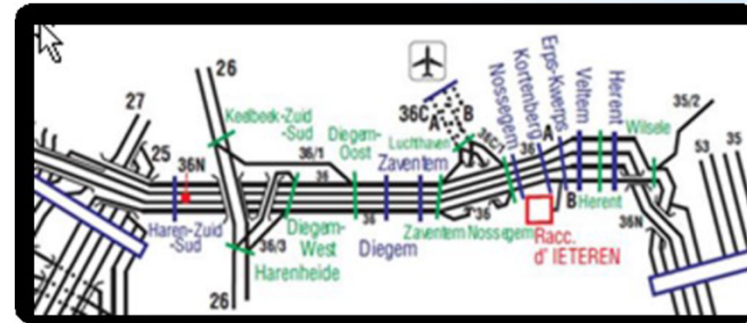 26
27
25
36N
Keelbeek-Zuid
-Sud
Diegem-
Oost
36/1
36
36C
A
B
Luchthaven
36C/1
Zaventem
Nossegem
Kortenberg
Erps-Kwerps
Veltem
Herent
36
A
Wilsele
35/2
53
35
Haren-Zuid
-Sud
36/3
Diegem-
West
Harenheide
36
Diegem
Zaventem
36
Nossegem
B
Herent
36N
Racc.
d' IETEREN
26